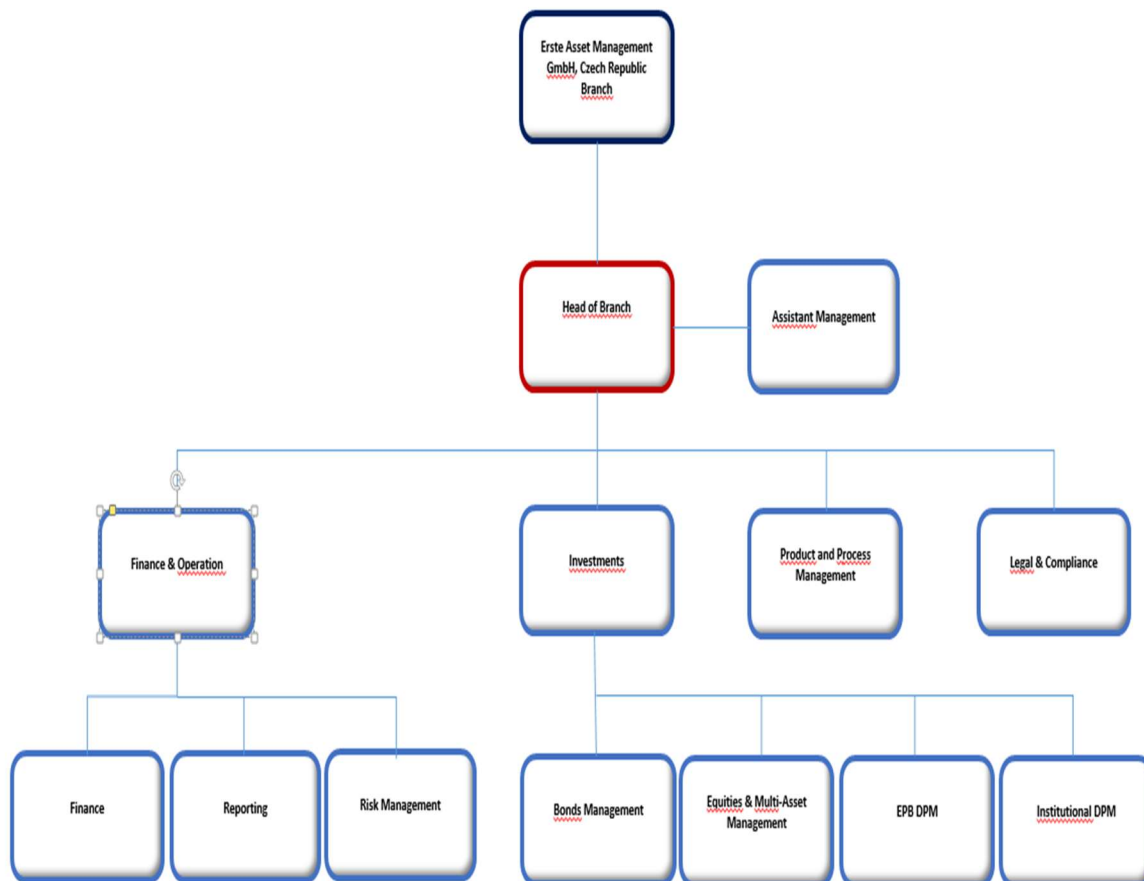 Erste Asset Management
GmbH, Czech Republic
Branch
Head of Branch
Assistant Management
Finance & Operation
Investments
Product and Process
Management
Legal & Compliance
Finance
Reporting
Risk Management
Bonds Management
Equities & Multi-Asset
Management
EPB DPM
Institutional DPM